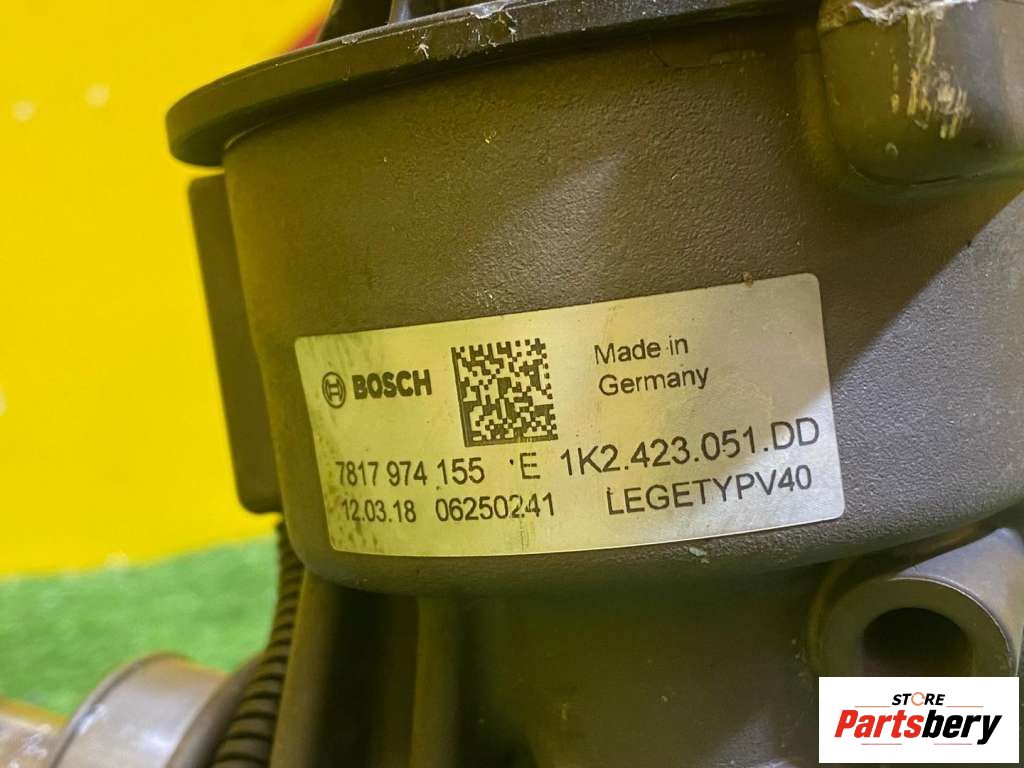 BOSCH
Made in
Germany
7817 974 155 E 1K2.423.051.DD
12.03.18 06250241 LEGETYPV40
STORE
Partsbery